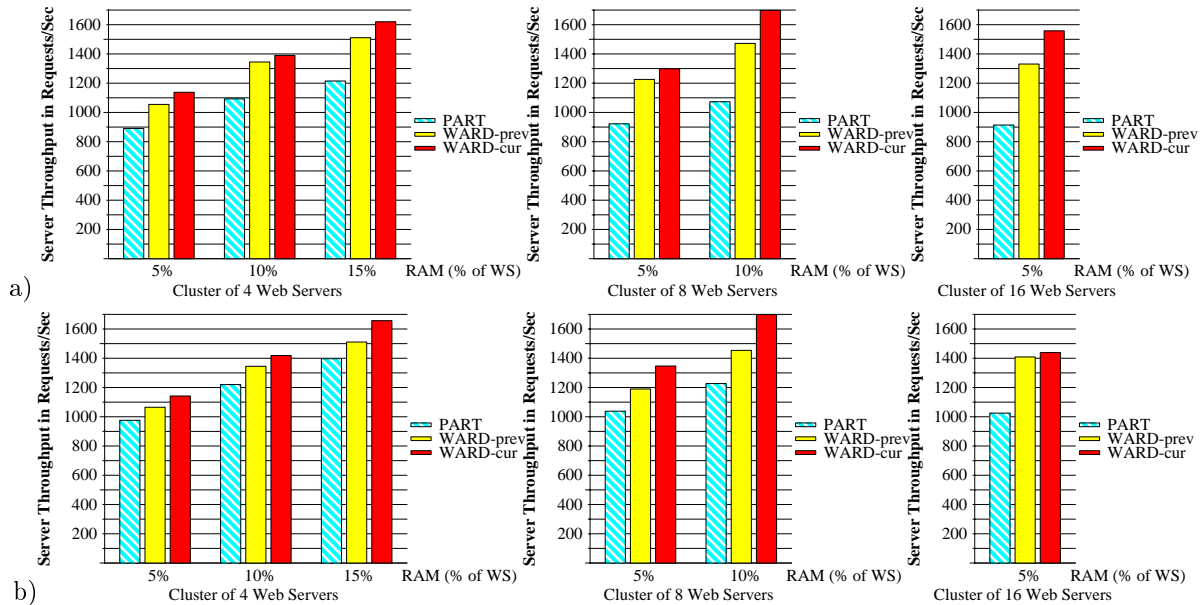 a)
Server Throughput in Requests/Sec
1600
1400
1200
1000
800
600
400
200
5%
10%
15%
RAM (% of WS)
Cluster of 4 Web Servers
PART
WARD-prev
WARD-cur
Server Throughput in Requests/Sec
1600
1400
1200
1000
800
600
400
200
5%
10%
RAM (% of WS)
Cluster of 8 Web Servers
PART
WARD-prev
WARD-cur
Server Throughput in Requests/Sec
1600
1400
1200
1000
800
600
400
200
5%
RAM (% of WS)
Cluster of 16 Web Servers
PART
WARD-prev
WARD-cur
b)
Server Throughput in Requests/Sec
1600
1400
1200
1000
800
600
400
200
5%
10%
15%
RAM (% of WS)
Cluster of 4 Web Servers
PART
WARD-prev
WARD-cur
Server Throughput in Requests/Sec
1600
1400
1200
1000
800
600
400
200
5%
10%
RAM (% of WS)
Cluster of 8 Web Servers
PART
WARD-prev
WARD-cur
Server Throughput in Requests/Sec
1600
1400
1200
1000
800
600
400
200
5%
RAM (% of WS)
Cluster of 16 Web Servers
PART
WARD-prev
WARD-cur